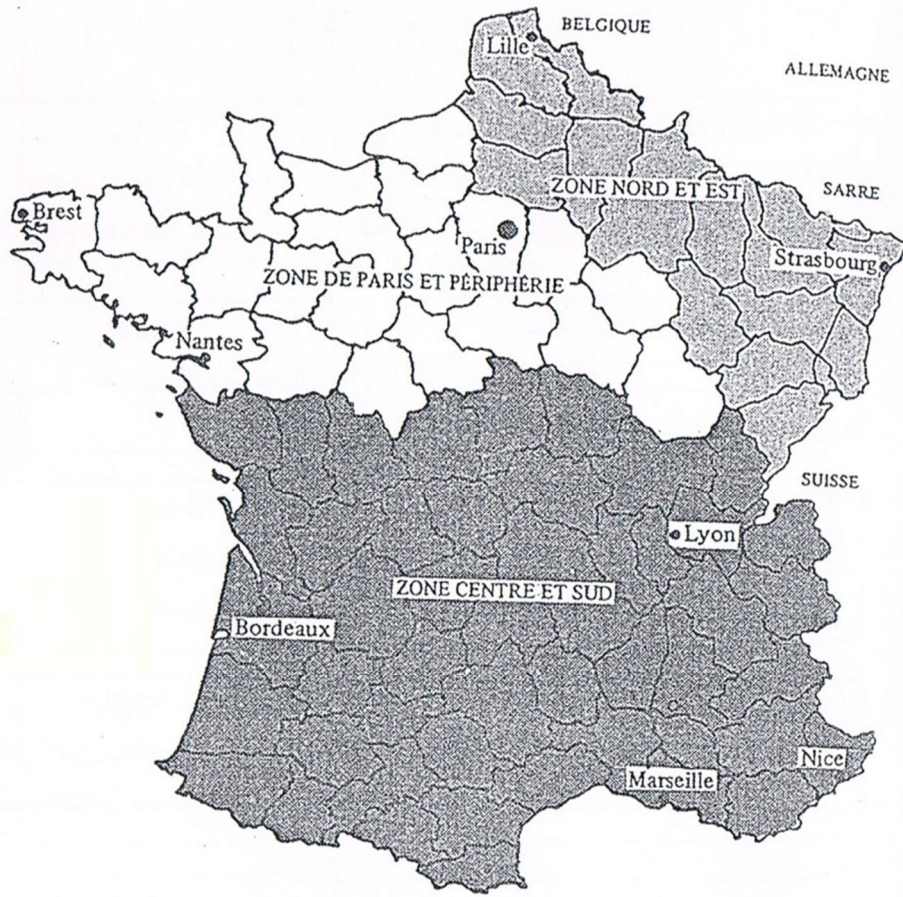 BELGIQUE
Lille
ALLEMAGNE
ZONE NORD ET EST
SARRE
Brest
Paris
Strasbourg
ZONE DE PARIS ET PÉRIPHÉRIE
Nantes
SUISSE
Lyon
ZONE CENTRE ET SUD
Bordeaux
Nice
Marseille